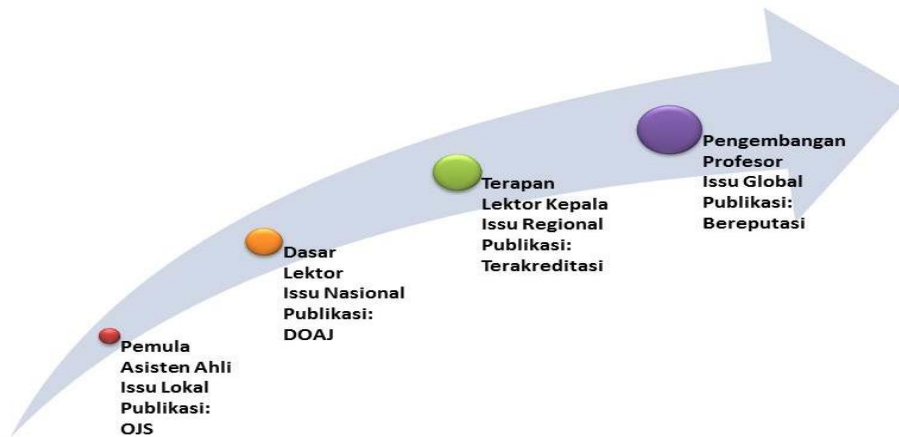 Pemula
Asisten Ahli
Issu Lokal
Publikasi:
OJS
Dasar
Lektor
Issu Nasional
Publikasi:
DOAJ
Terapan
Lektor Kepala
Issu Regional
Publikasi:
Terakreditasi
Pengembangan
Profesor
Issu Global
Publikasi:
Bereputasi